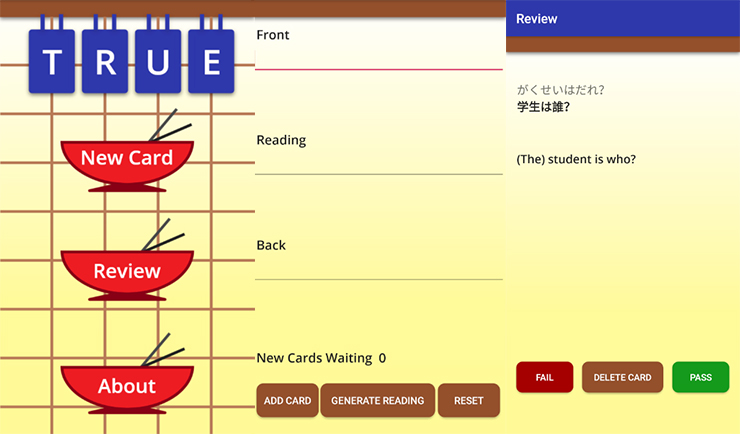 TRUE
New Card
Review
About
Front
Reading
Back
New Cards Waiting 0
ADD CARD GENERATE READING RESET
Review
がくせいはだれ?
学生は誰?
(The) student is who?
FAIL DELETE CARD PASS